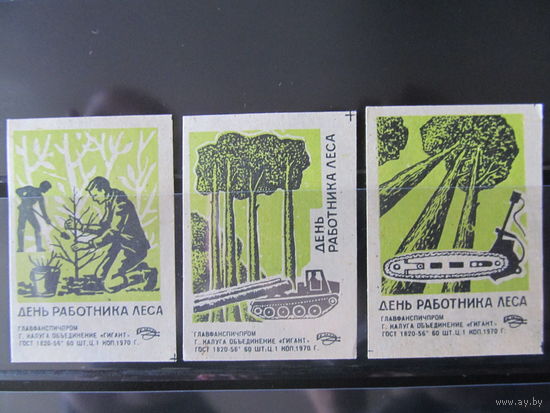 ДЕНЬ РАБОТНИКА ЛЕСА
ГЛАВФАНСПИЧПРОМ
Г. КАЛУГА ОБЪЕДИНЕНИЕ „ГИГАНТ“
ГОСТ 1820-56* 60 ШТ. Ц. 1 КОП. 1970 Г.
ДЕНЬ
РАБОТНИКА ЛЕСА
ГЛАВФАНСПИЧПРОМ
Г. КАЛУГА ОБЪЕДИНЕНИЕ „ГИГАНТ“
ГОСТ 1820-56* 60 ШТ. Ц. 1 КОП. 1970 Г.
ДЕНЬ РАБОТНИКА ЛЕСА
ГЛАВФАНСПИЧПРОМ
Г. КАЛУГА ОБЪЕДИНЕНИЕ „ГИГАНТ“
ГОСТ 1820-56* 60 ШТ. Ц. 1 КОП. 1970 Г.
© www.ay.by